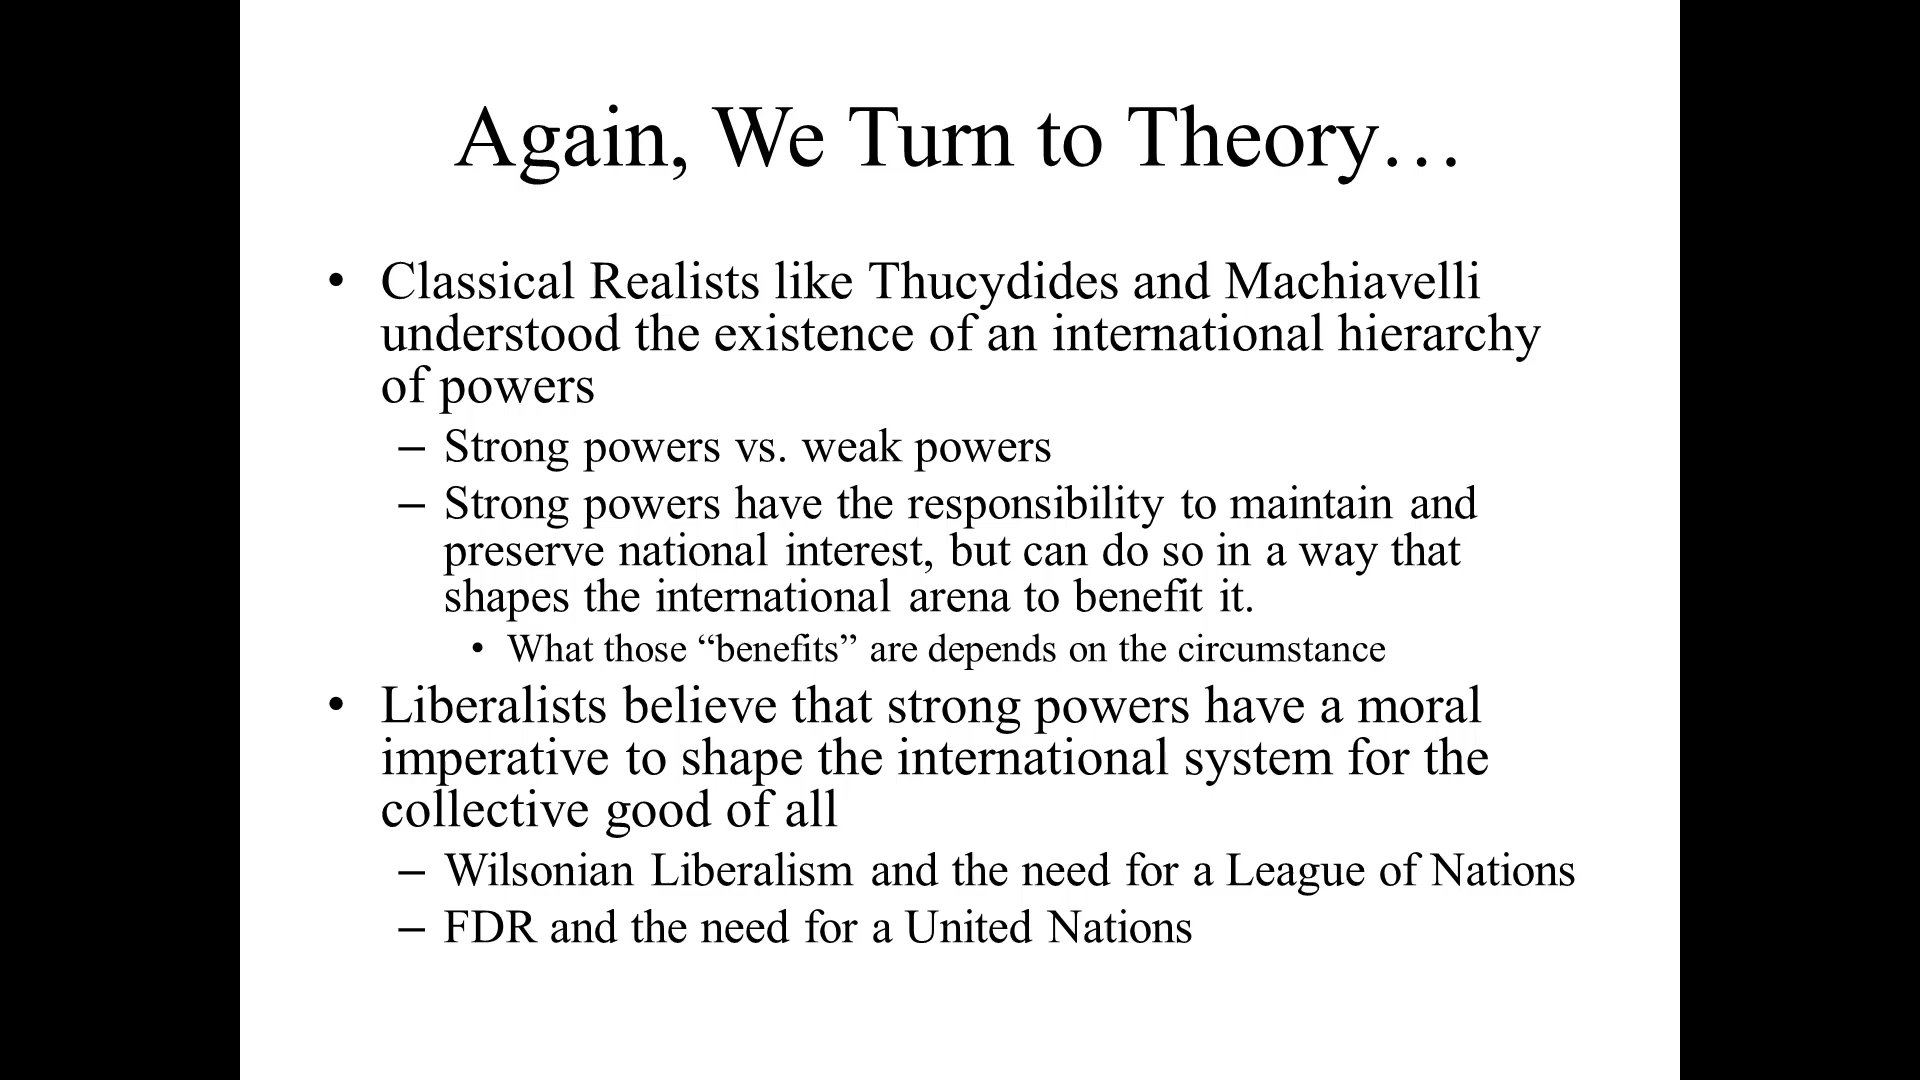 Again, We Turn to Theory…
• Classical Realists like Thucydides and Machiavelli
understood the existence of an international hierarchy
of powers
– Strong powers vs. weak powers
– Strong powers have the responsibility to maintain and
preserve national interest, but can do so in a way that
shapes the international arena to benefit it.
• What those “benefits” are depends on the circumstance
• Liberalists believe that strong powers have a moral
imperative to shape the international system for the
collective good of all
– Wilsonian Liberalism and the need for a League of Nations
– FDR and the need for a United Nations